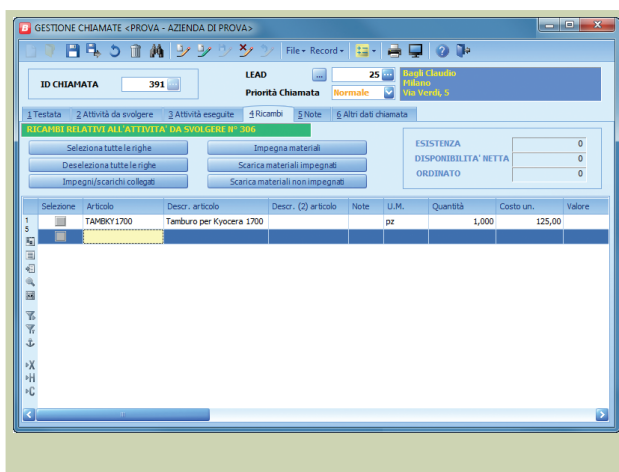 GESTIONE CHIAMATE <PROVA - AZIENDA DI PROVA>
File Record
ID CHIAMATA 391 LEAD ... 25 Bagli Claudio
Milano
Priorità Chiamata Normale Via Verdi, 5
1 Testata 2 Attività da svolgere 3 Attività eseguite 4 Ricambi 5 Note 6 Altri dati chiamata
RICAMBI RELATIVI ALL'ATTIVITA' DA SVOLGERE N° 306
Seleziona tutte le righe Impegna materiali ESISTENZA 0
Deseleziona tutte le righe Scarica materiali impegnati DISPONIBILITA' NETTA 0
Impegni/scarichi collegati Scarica materiali non impegnati ORDINATO 0
Selezione Articolo Descr. articolo Descr. (2) articolo Note U.M. Quantità Costo un. Valore
1 TAMBKY1700 Tamburo per Kyocera 1700 pz 1,000 125,00
5
X
H
C